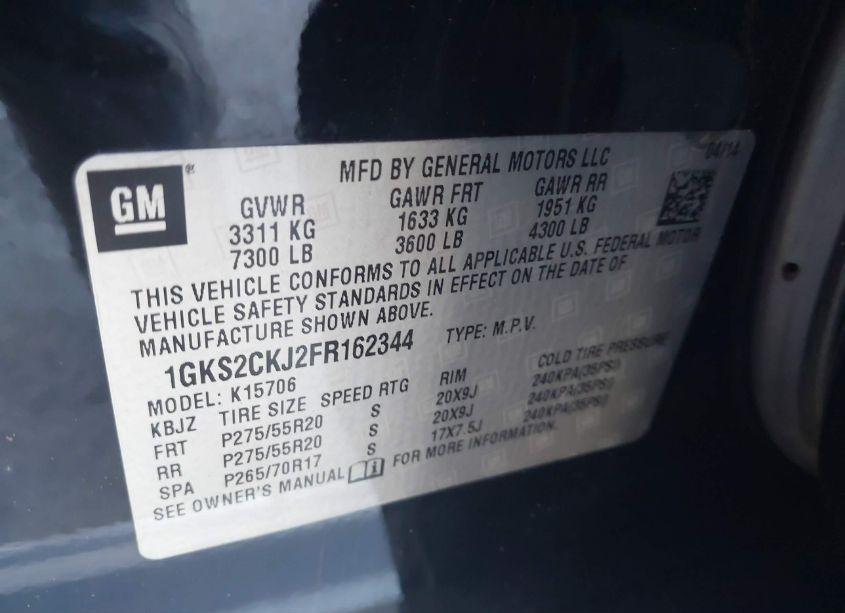 MFD BY GENERAL MOTORS LLC 04/14
GM®
GVWR GAWR FRT GAWR RR
3311 KG 1633 KG 1951 KG
7300 LB 3600 LB 4300 LB
THIS VEHICLE CONFORMS TO ALL APPLICABLE U.S. FEDERAL MOTOR
VEHICLE SAFETY STANDARDS IN EFFECT ON THE DATE OF
MANUFACTURE SHOWN ABOVE.
1GKS2CKJ2FR162344 TYPE: M.P.V.
MODEL: K15706
KBJZ TIRE SIZE SPEED RTG RIM COLD TIRE PRESSURE
FRT P275/55R20 S 20X9J 240KPA(35PSI)
RR P275/55R20 S 20X9J 240KPA(35PSI)
SPA P265/70R17 S 17X7.5J 240KPA(35PSI)
SEE OWNER'S MANUAL FOR MORE INFORMATION.